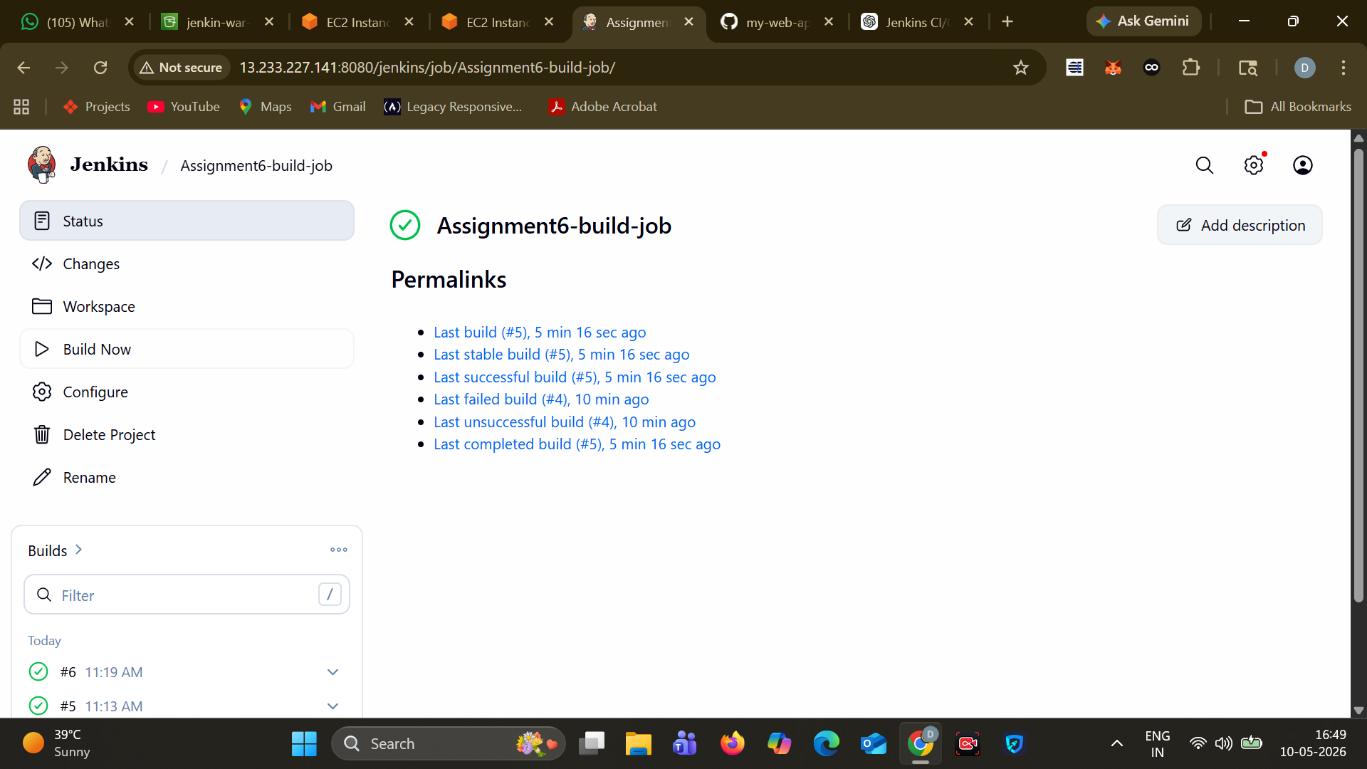 (105) What
jenkin-war-
EC2 Instanc
EC2 Instanc
Assignmen
my-web-ap
Jenkins CI/C
Ask Gemini
Not secure
13.233.227.141:8080/jenkins/job/Assignment6-build-job/
D
Projects
YouTube
Maps
Gmail
Legacy Responsive...
Adobe Acrobat
All Bookmarks
Jenkins / Assignment6-build-job
Status
Changes
Workspace
Build Now
Configure
Delete Project
Rename
Builds
Filter
/
Today
#6 11:19 AM
#5 11:13 AM
Assignment6-build-job
Add description
Permalinks
Last build (#5), 5 min 16 sec ago
Last stable build (#5), 5 min 16 sec ago
Last successful build (#5), 5 min 16 sec ago
Last failed build (#4), 10 min ago
Last unsuccessful build (#4), 10 min ago
Last completed build (#5), 5 min 16 sec ago
39°C
Sunny
Search
D
ENG
IN
16:49
10-05-2026